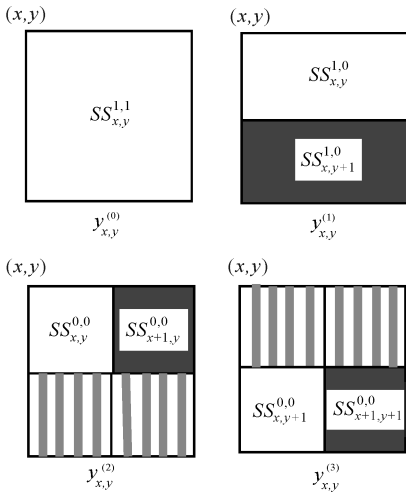 (x,y) (x,y)
SS^{1,1}_{x,y} SS^{1,0}_{x,y}
SS^{1,0}_{x,y+1}
y^{(0)}_{x,y} y^{(1)}_{x,y}
(x,y) (x,y)
SS^{0,0}_{x,y} SS^{0,0}_{x+1,y}
SS^{0,0}_{x,y+1} SS^{0,0}_{x+1,y+1}
y^{(2)}_{x,y} y^{(3)}_{x,y}